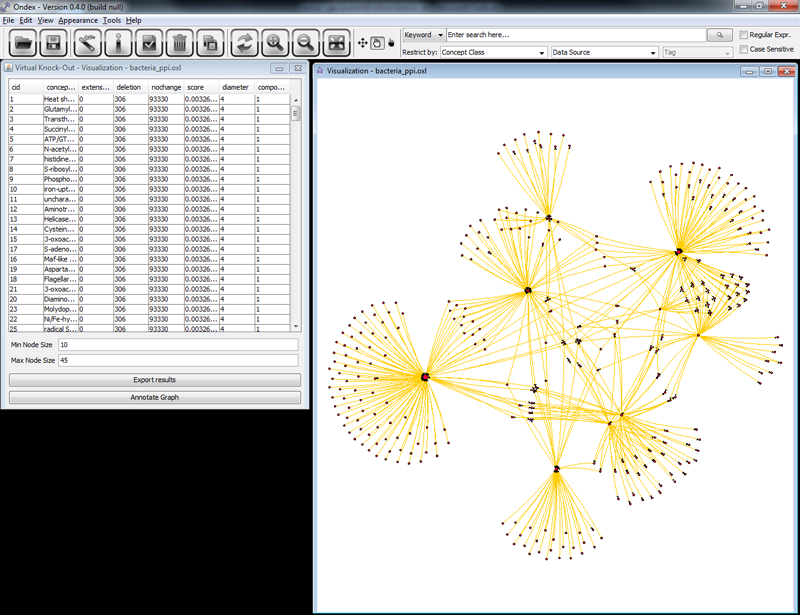 Ondex - Version 0.4.0 (build null)
File Edit View Appearance Tools Help
Keyword Enter search here... Regular Expr.
Restrict by: Concept Class Data Source Tag Case Sensitive
Virtual Knock-Out - Visualization - bacteria_ppi.oxl
cid concep... extens... deletion nochange score diameter compo...
1 Heat sh... 0 306 93330 0.00326... 4 1
2 Glutamyl... 0 306 93330 0.00326... 4 1
3 Transth... 0 306 93330 0.00326... 4 1
4 Succinyl... 0 306 93330 0.00326... 4 1
5 ATP/GT... 0 306 93330 0.00326... 4 1
6 N-acetyl... 0 306 93330 0.00326... 4 1
7 histidine... 0 306 93330 0.00326... 4 1
8 S-ribosyl... 0 306 93330 0.00326... 4 1
9 Phospho... 0 306 93330 0.00326... 4 1
10 iron-upt... 0 306 93330 0.00326... 4 1
11 unchara... 0 306 93330 0.00326... 4 1
12 Aminotr... 0 306 93330 0.00326... 4 1
13 Helicase... 0 306 93330 0.00326... 4 1
14 Cystein... 0 306 93330 0.00326... 4 1
15 3-oxoac... 0 306 93330 0.00326... 4 1
17 S-adeno... 0 306 93330 0.00326... 4 1
16 Maf-like ... 0 306 93330 0.00326... 4 1
19 Asparta... 0 306 93330 0.00326... 4 1
18 Flagellar... 0 306 93330 0.00326... 4 1
21 3-oxoac... 0 306 93330 0.00326... 4 1
20 Diamino... 0 306 93330 0.00326... 4 1
23 Molydop... 0 306 93330 0.00326... 4 1
22 Ni/Fe-hy... 0 306 93330 0.00326... 4 1
25 radical S... 0 306 93330 0.00326... 4 1
Min Node Size 10
Max Node Size 45
Export results
Annotate Graph
Visualization - bacteria_ppi.oxl